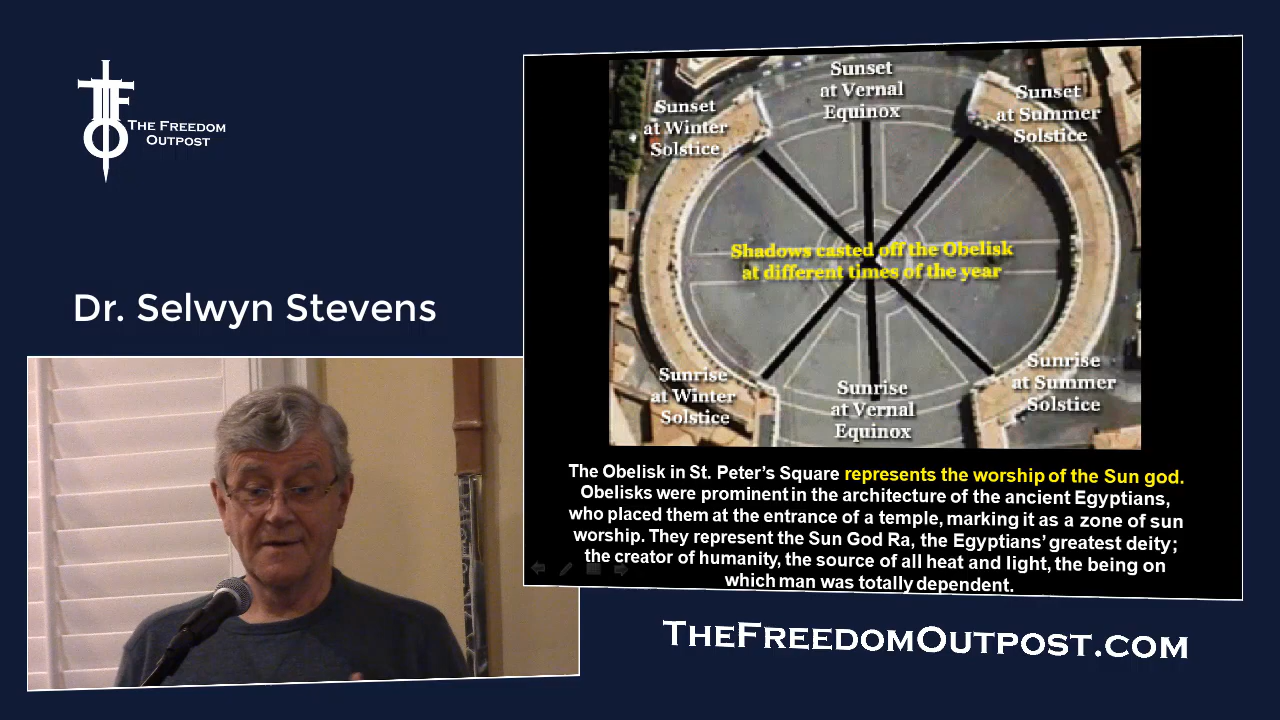 The Freedom
Outpost
Dr. Selwyn Stevens
Sunset
at Winter
Solstice
Sunset
at Vernal
Equinox
Sunset
at Summer
Solstice
Shadows casted off the Obelisk
at different times of the year
Sunrise
at Winter
Solstice
Sunrise
at Vernal
Equinox
Sunrise
at Summer
Solstice
The Obelisk in St. Peter's Square represents the worship of the Sun god.
Obelisks were prominent in the architecture of the ancient Egyptians,
who placed them at the entrance of a temple, marking it as a zone of sun
worship. They represent the Sun God Ra, the Egyptians' greatest deity;
the creator of humanity, the source of all heat and light, the being on
which man was totally dependent.
TheFreedomOutpost.com